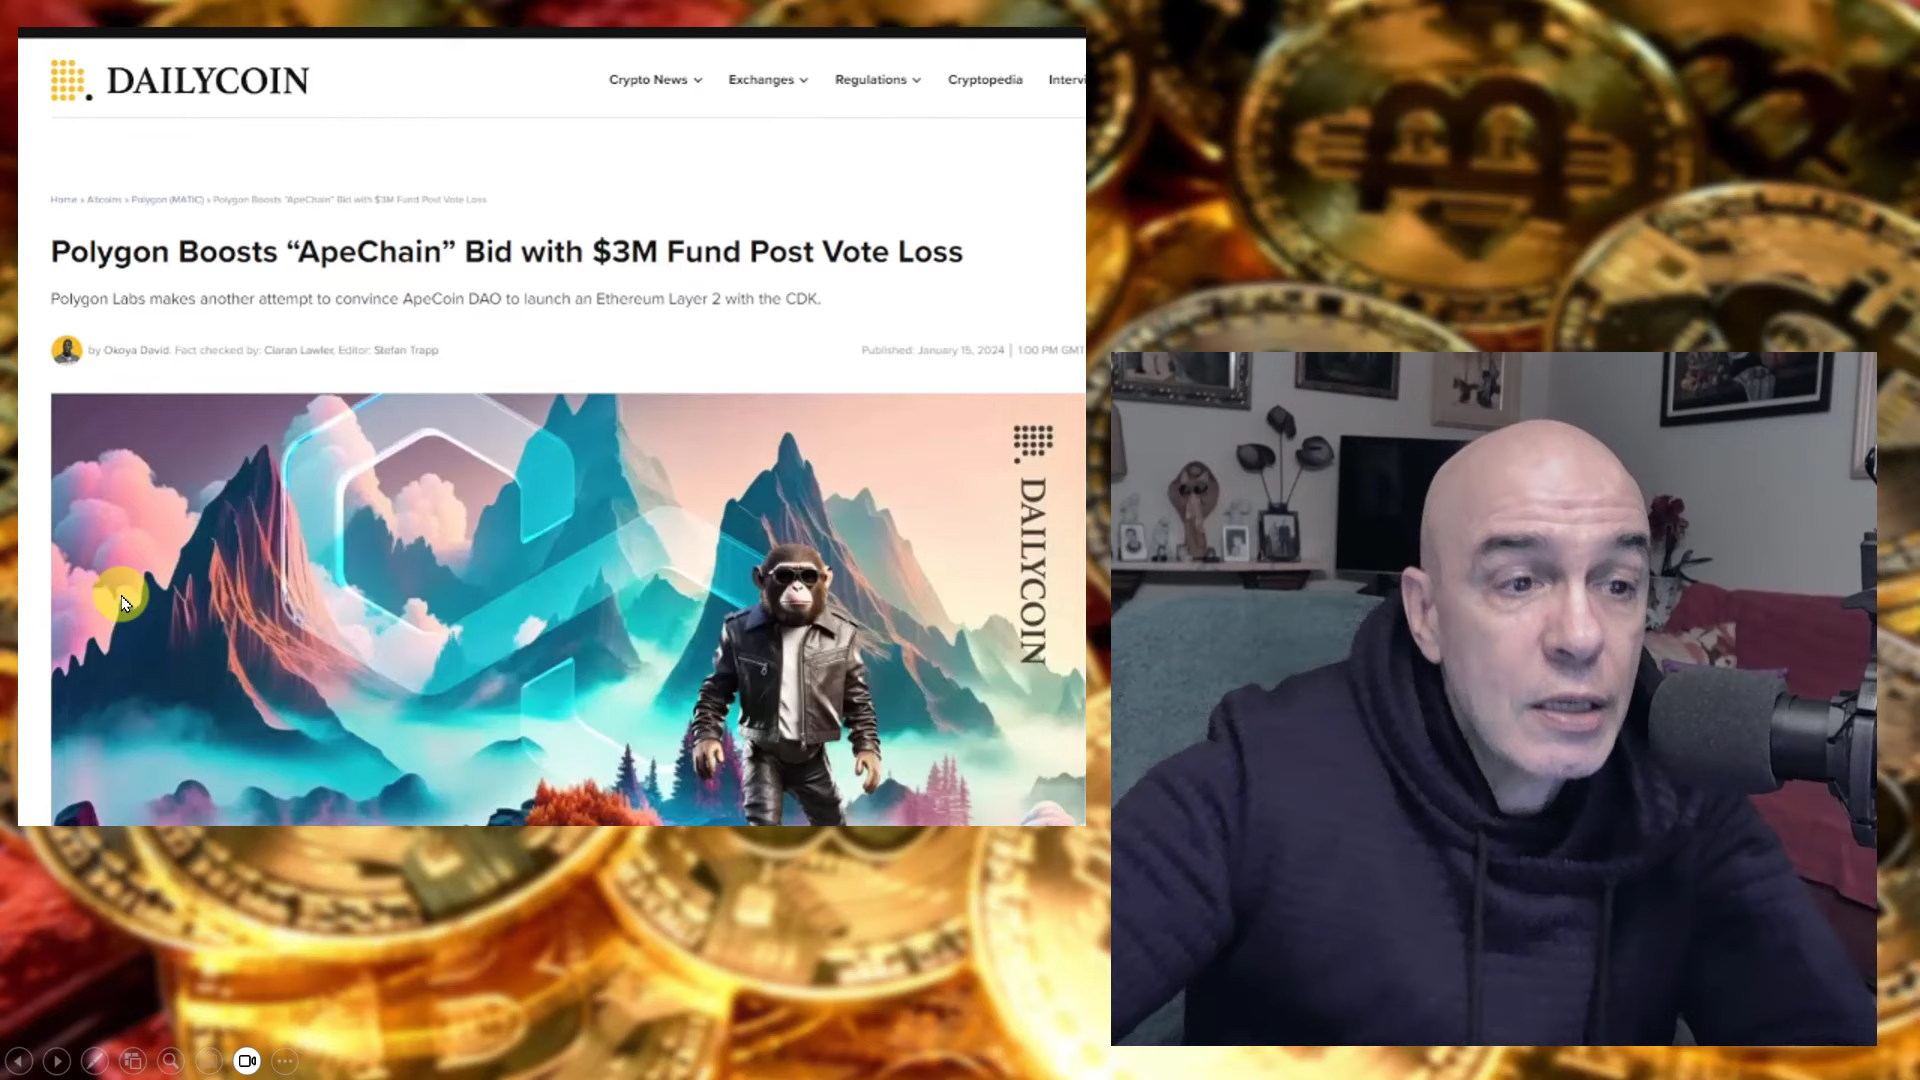 DAILYCOIN
Crypto News Exchanges Regulations Cryptopedia Intervi
Home » Altcoins » Polygon (MATIC) » Polygon Boosts "ApeChain" Bid with $3M Fund Post Vote Loss
Polygon Boosts “ApeChain” Bid with $3M Fund Post Vote Loss
Polygon Labs makes another attempt to convince ApeCoin DAO to launch an Ethereum Layer 2 with the CDK.
by Okoya David. Fact checked by: Ciaran Lawler, Editor: Stefan Trapp
Published: January 15, 2024 | 1:00 PM GMT
DAILYCOIN